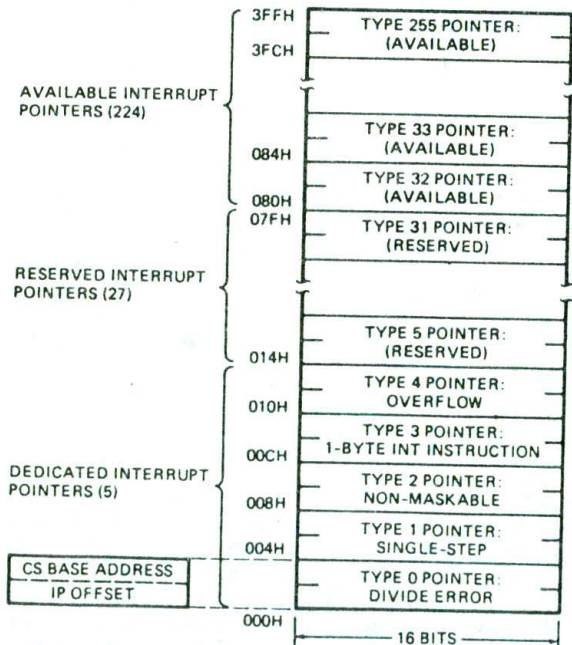 3FFH
TYPE 255 POINTER:
(AVAILABLE)
3FCH
AVAILABLE INTERRUPT
POINTERS (224)
TYPE 33 POINTER:
(AVAILABLE)
084H
TYPE 32 POINTER:
(AVAILABLE)
080H
07FH
TYPE 31 POINTER:
(RESERVED)
RESERVED INTERRUPT
POINTERS (27)
TYPE 5 POINTER:
(RESERVED)
014H
TYPE 4 POINTER:
OVERFLOW
010H
TYPE 3 POINTER:
1-BYTE INT INSTRUCTION
00CH
DEDICATED INTERRUPT
POINTERS (5)
TYPE 2 POINTER:
NON-MASKABLE
008H
TYPE 1 POINTER:
SINGLE-STEP
004H
CS BASE ADDRESS
IP OFFSET
TYPE 0 POINTER:
DIVIDE ERROR
000H
16 BITS